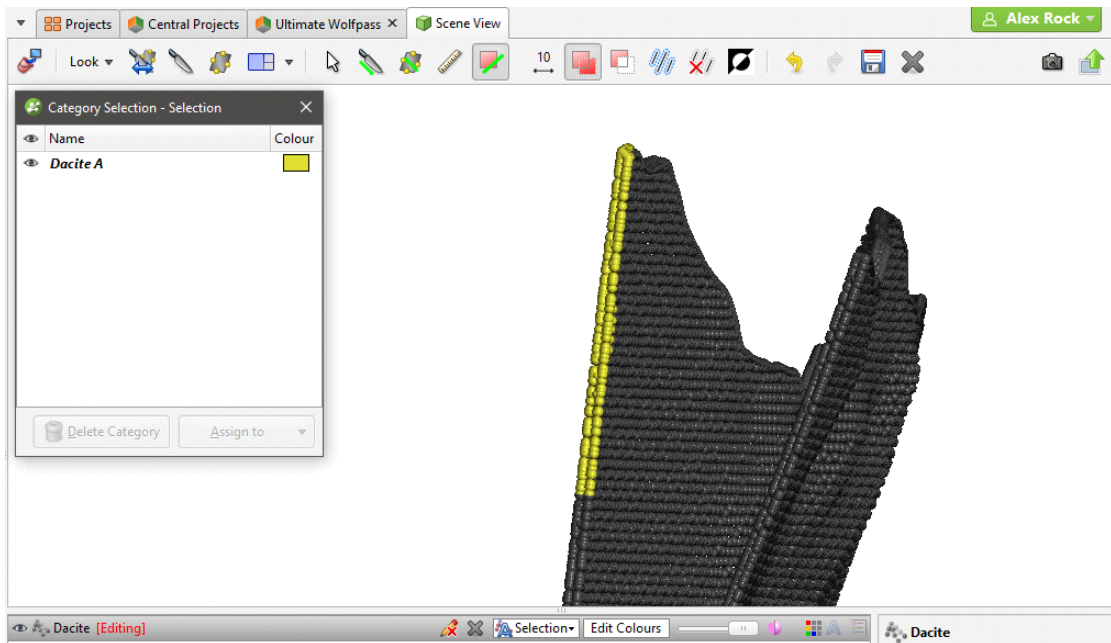 Projects Central Projects Ultimate Wolfpass × Scene View Alex Rock
Look 10
Category Selection - Selection ×
Name Colour
Dacite A
Delete Category Assign to
Dacite [Editing] Selection Edit Colours Dacite